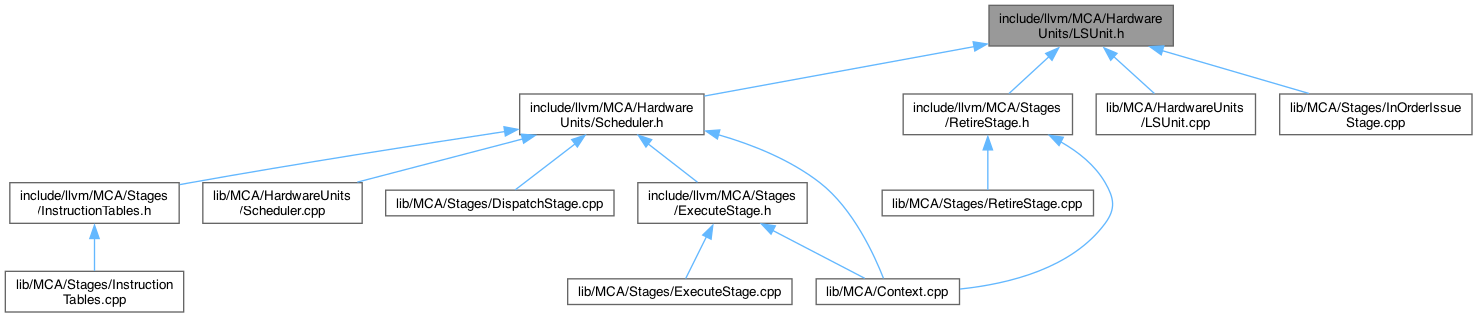 include/llvm/MCA/Hardware
Units/LSUnit.h
include/llvm/MCA/Hardware
Units/Scheduler.h
include/llvm/MCA/Stages
/RetireStage.h
lib/MCA/HardwareUnits
/LSUnit.cpp
lib/MCA/Stages/InOrderIssue
Stage.cpp
include/llvm/MCA/Stages
/InstructionTables.h
lib/MCA/HardwareUnits
/Scheduler.cpp
lib/MCA/Stages/DispatchStage.cpp
include/llvm/MCA/Stages
/ExecuteStage.h
lib/MCA/Stages/RetireStage.cpp
lib/MCA/Stages/Instruction
Tables.cpp
lib/MCA/Stages/ExecuteStage.cpp
lib/MCA/Context.cpp